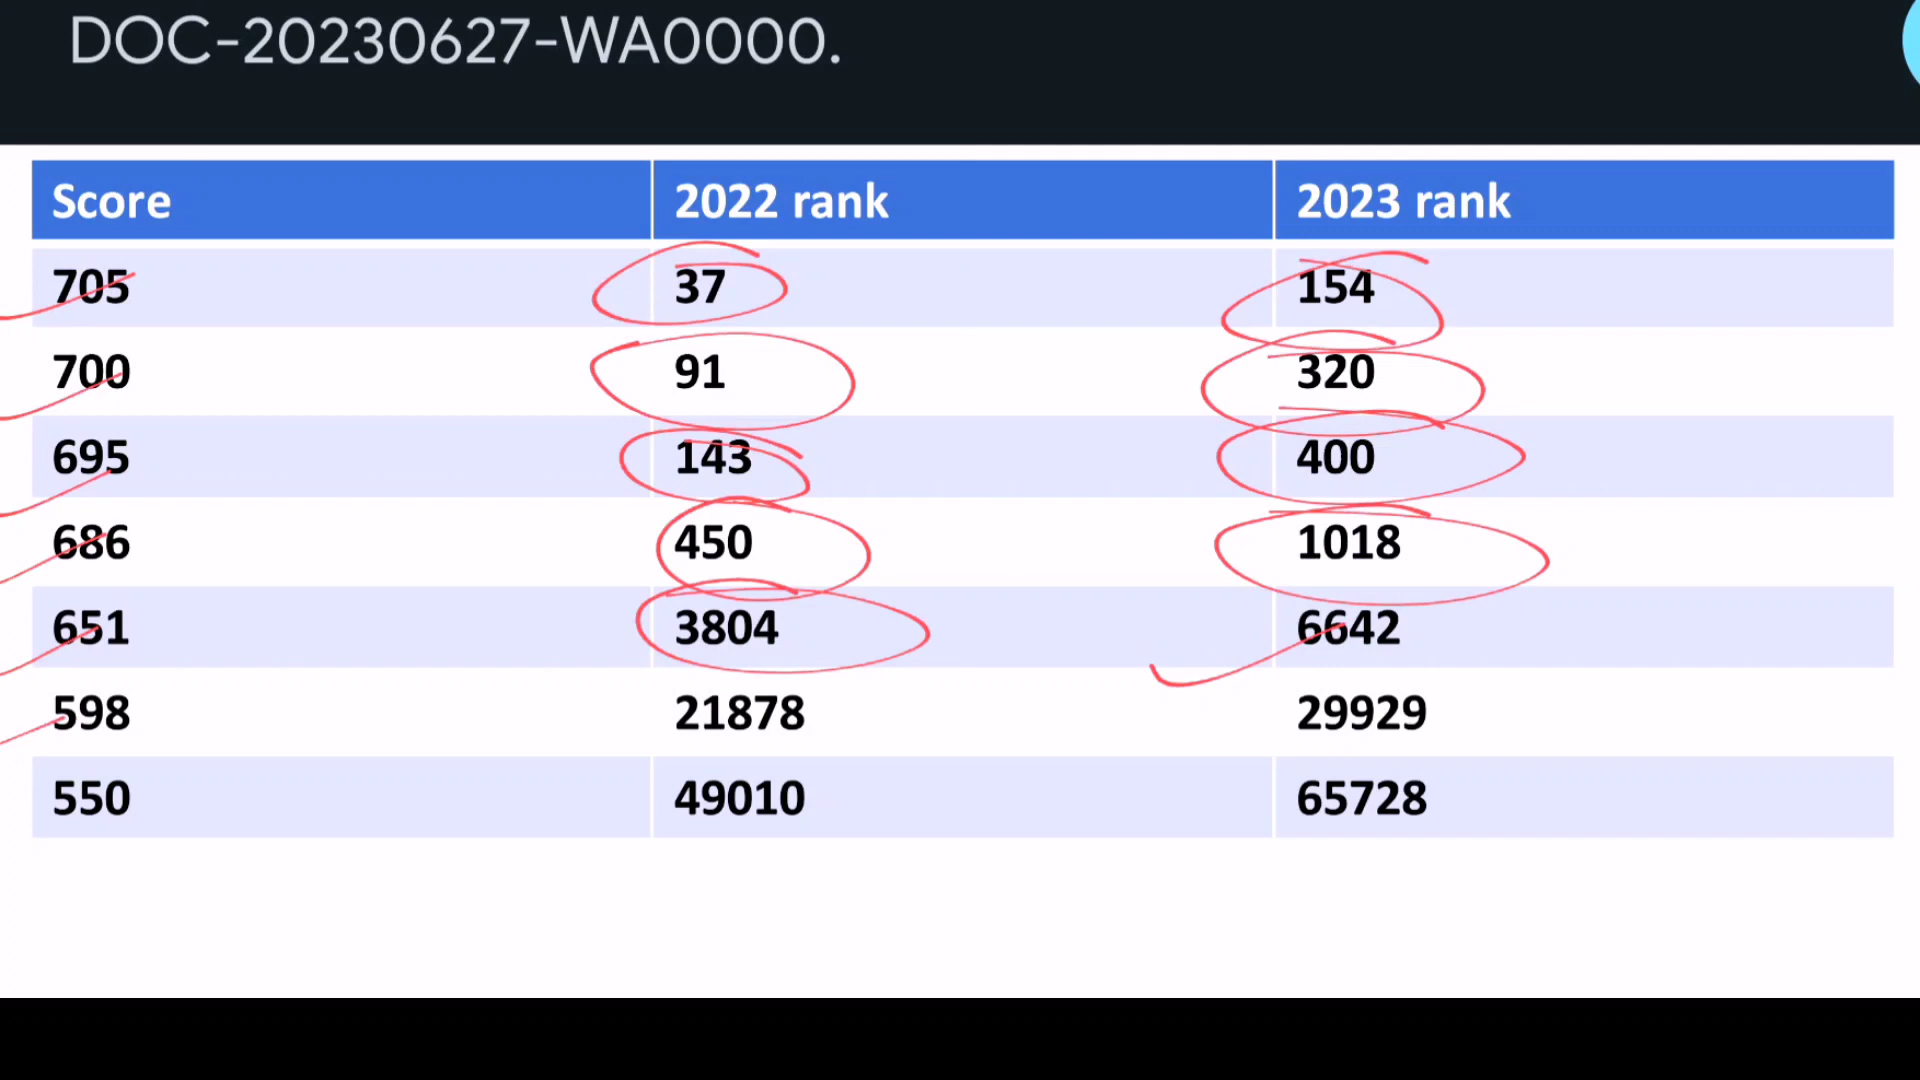 DOC-20230627-WA0000.
Score 2022 rank 2023 rank
705 37 154
700 91 320
695 143 400
686 450 1018
651 3804 6642
598 21878 29929
550 49010 65728